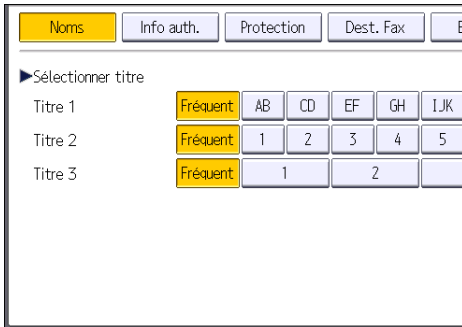 Noms Info auth. Protection Dest. Fax
►Sélectionner titre
Titre 1 Fréquent AB CD EF GH IJK
Titre 2 Fréquent 1 2 3 4 5
Titre 3 Fréquent 1 2